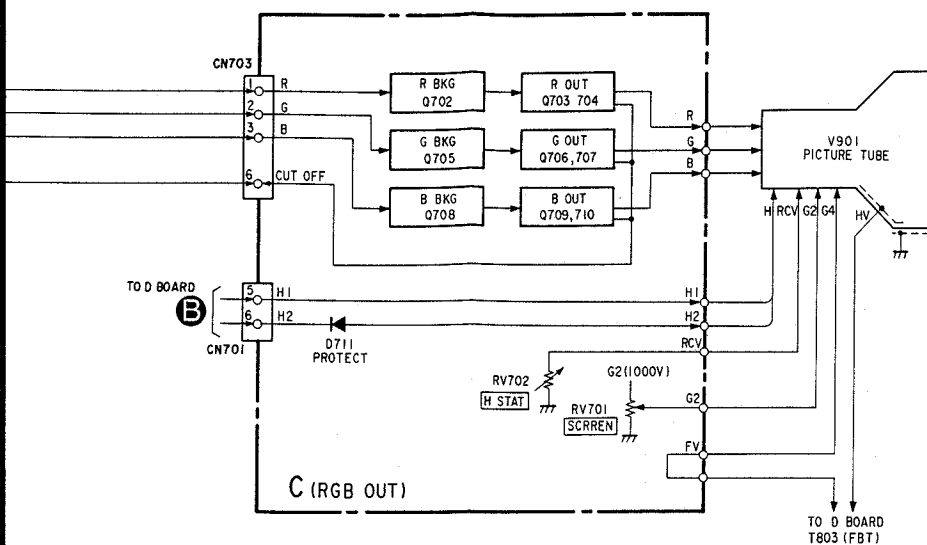 CN703
1 R
2 G
3 B
6 CUT OFF
R BKG
Q702
R OUT
Q703 704
G BKG
Q705
G OUT
Q706,707
B BKG
Q708
B OUT
Q709,710
R
G
B
V901
PICTURE TUBE
H RCV G2 G4
HV
TO D BOARD
B
5 H1
6 H2
CN701
D711
PROTECT
H1
H2
RCV
RV702
H STAT
G2(1000V)
RV701
SCRREN
G2
FV
C (RGB OUT)
TO D BOARD
T803 (FBT)